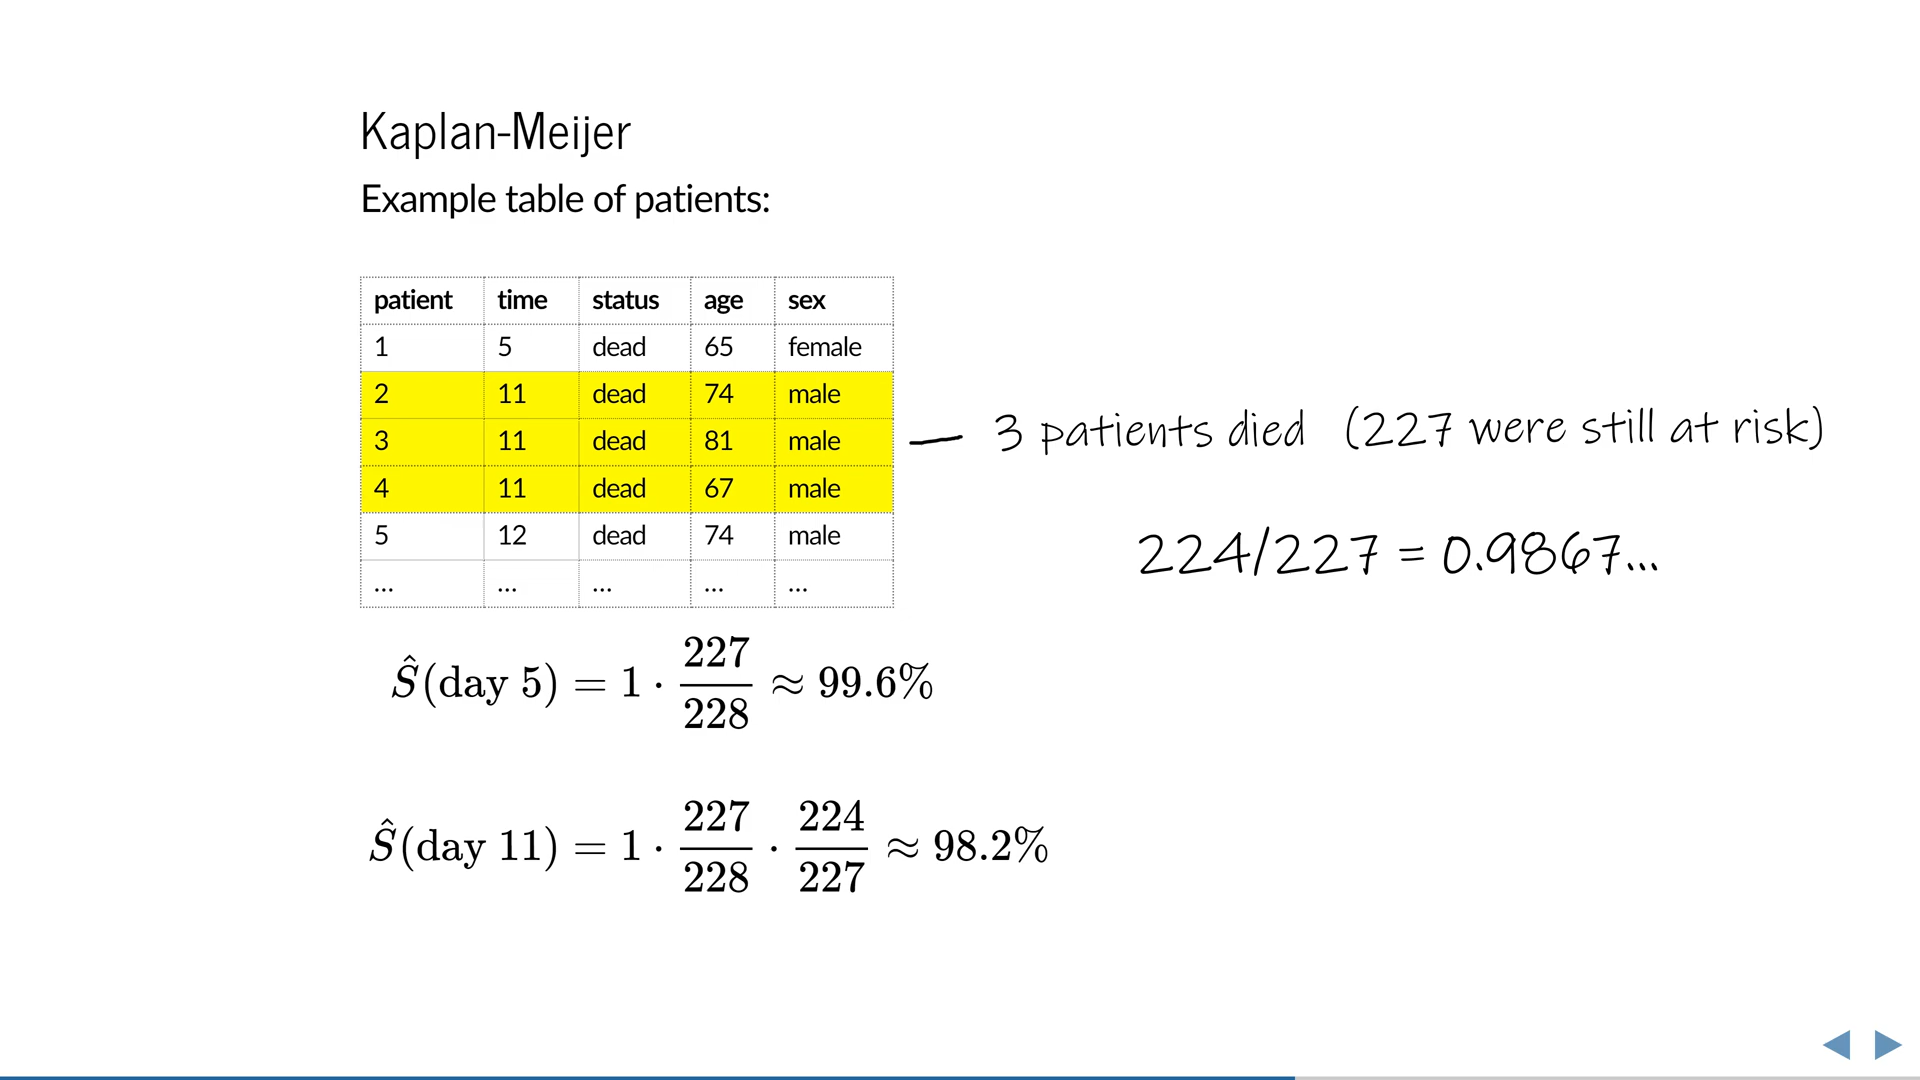 Kaplan-Meijer
Example table of patients:
patient time status age sex
1 5 dead 65 female
2 11 dead 74 male
3 11 dead 81 male
4 11 dead 67 male
5 12 dead 74 male
... ... ... ... ...
— 3 patients died (227 were still at risk)
224/227 = 0.9867...
Ŝ(day 5) = 1 · 227/228 ≈ 99.6%
Ŝ(day 11) = 1 · 227/228 · 224/227 ≈ 98.2%